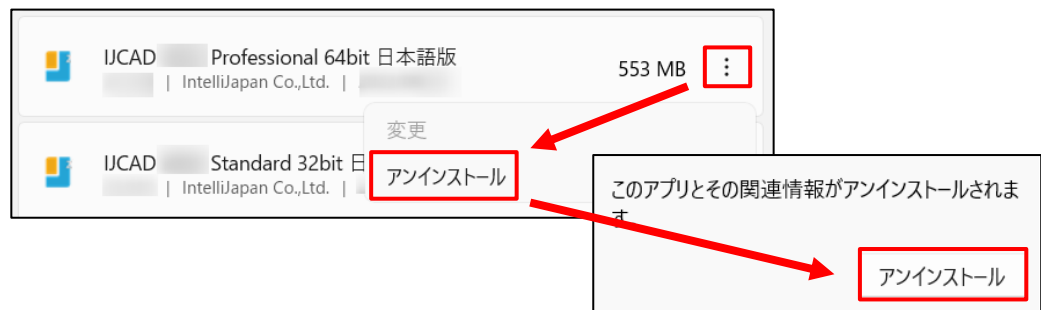 IJCAD Professional 64bit 日本語版
| IntelliJapan Co.,Ltd. |
553 MB
変更
アンインストール
IJCAD Standard 32bit 日
| IntelliJapan Co.,Ltd. |
このアプリとその関連情報がアンインストールされま
す
アンインストール